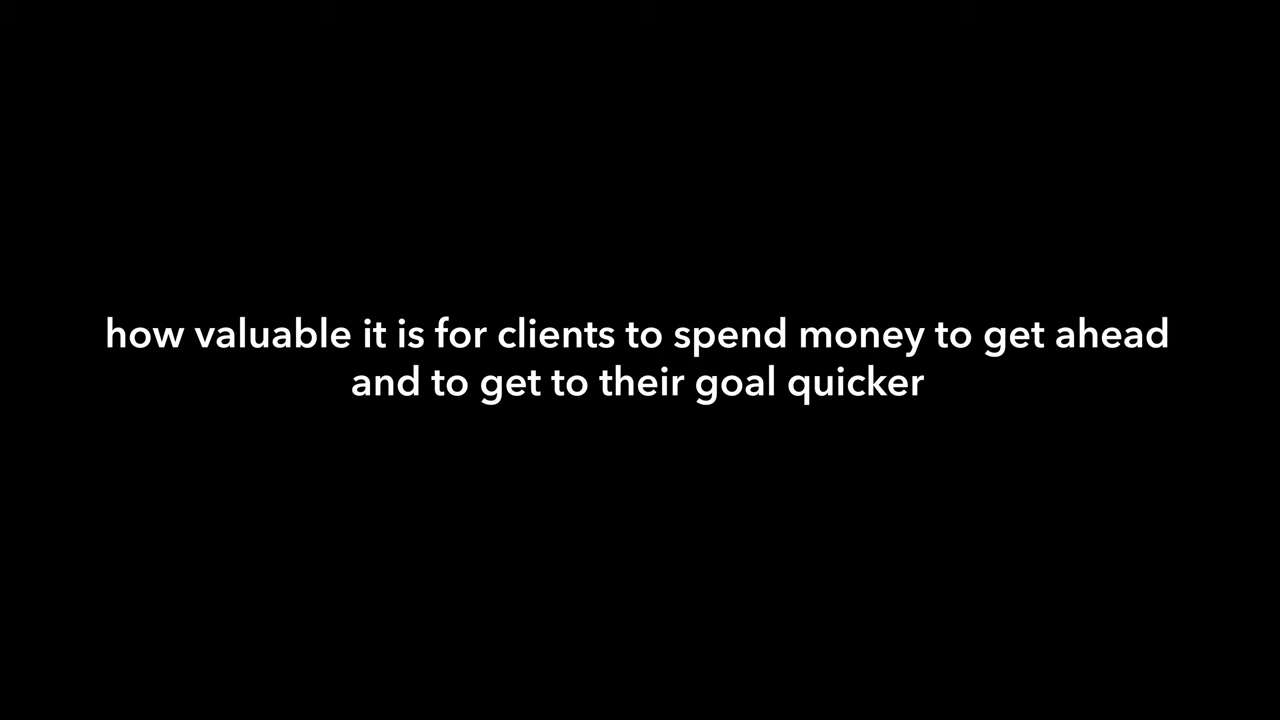 how valuable it is for clients to spend money to get ahead
and to get to their goal quicker